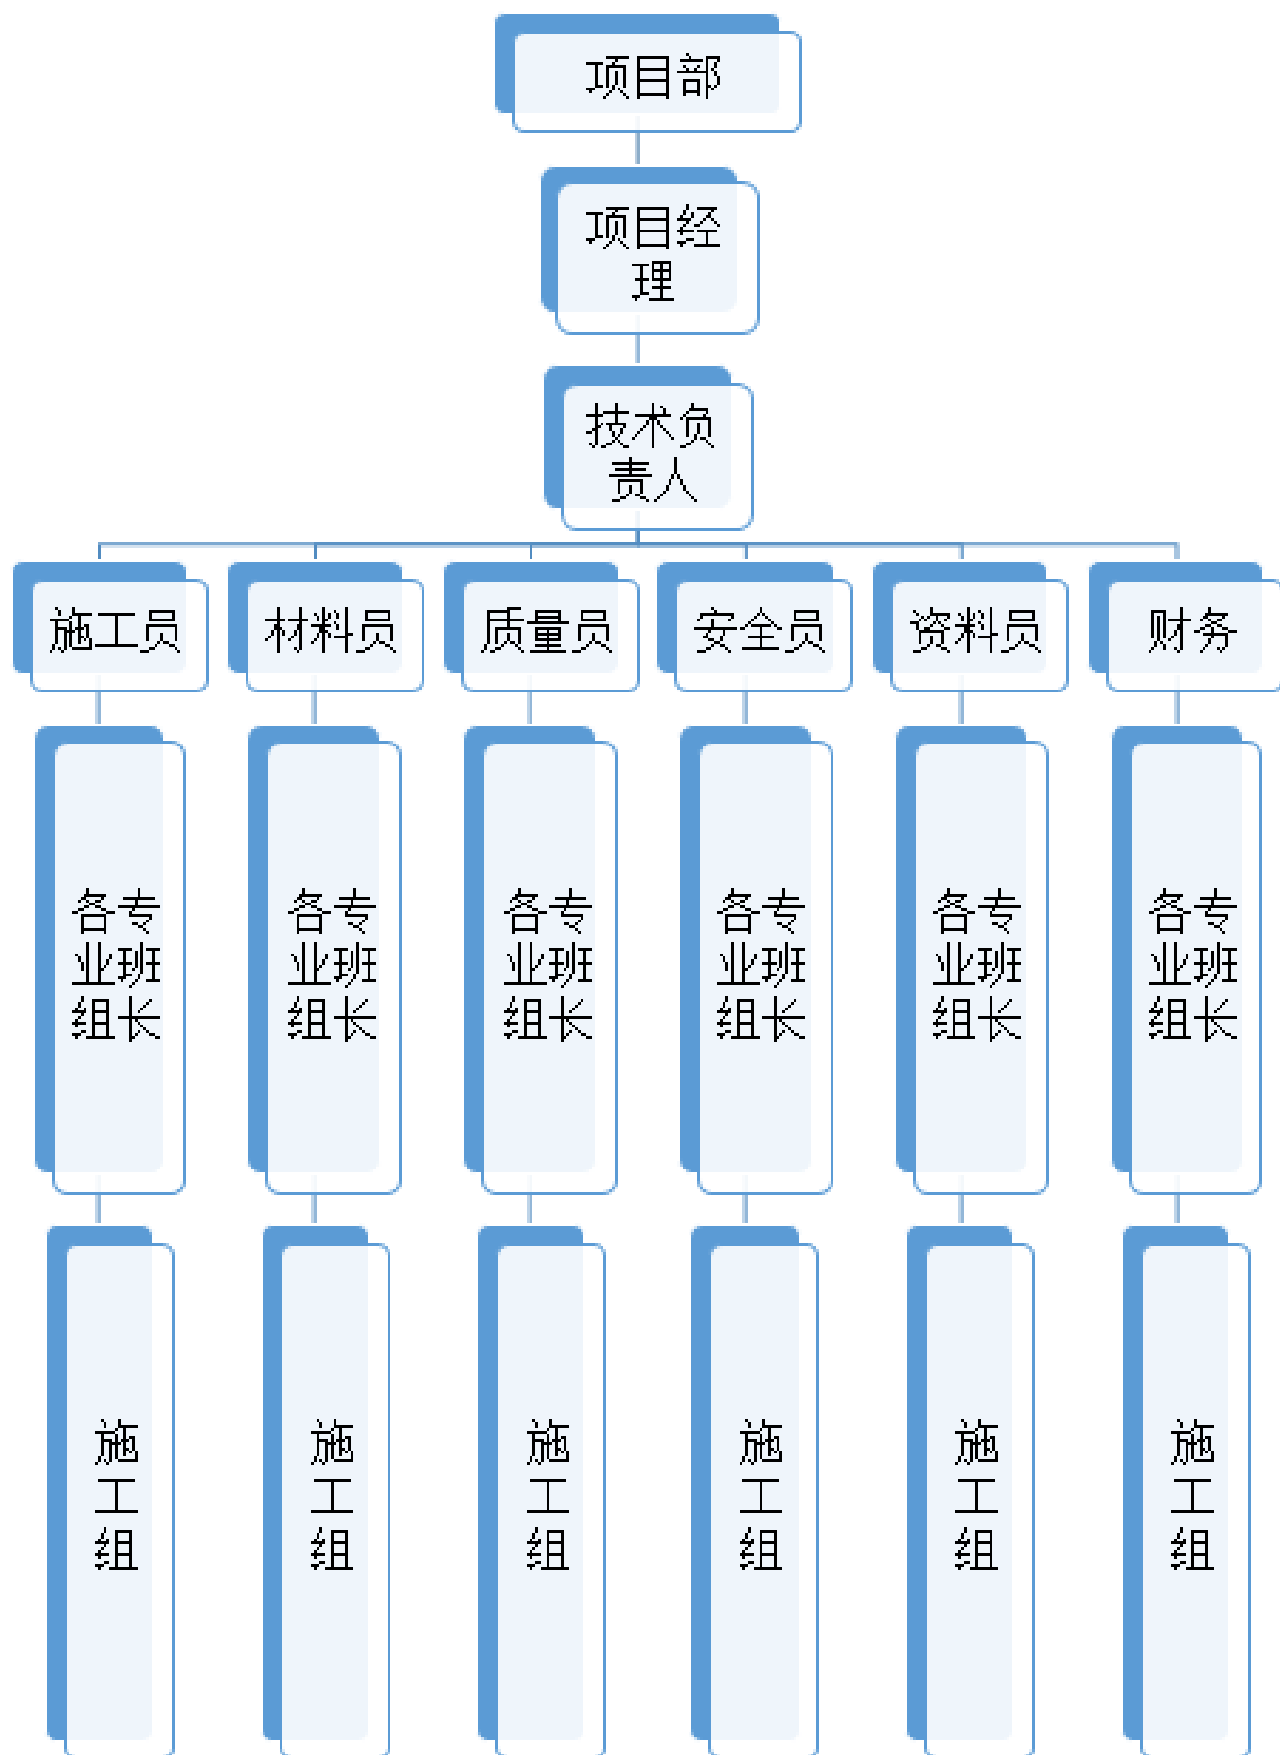 项目部
项目经
理
技术负
责人
施工员
材料员
质量员
安全员
资料员
财务
各专
业班
组长
各专
业班
组长
各专
业班
组长
各专
业班
组长
各专
业班
组长
各专
业班
组长
施
工
组
施
工
组
施
工
组
施
工
组
施
工
组
施
工
组